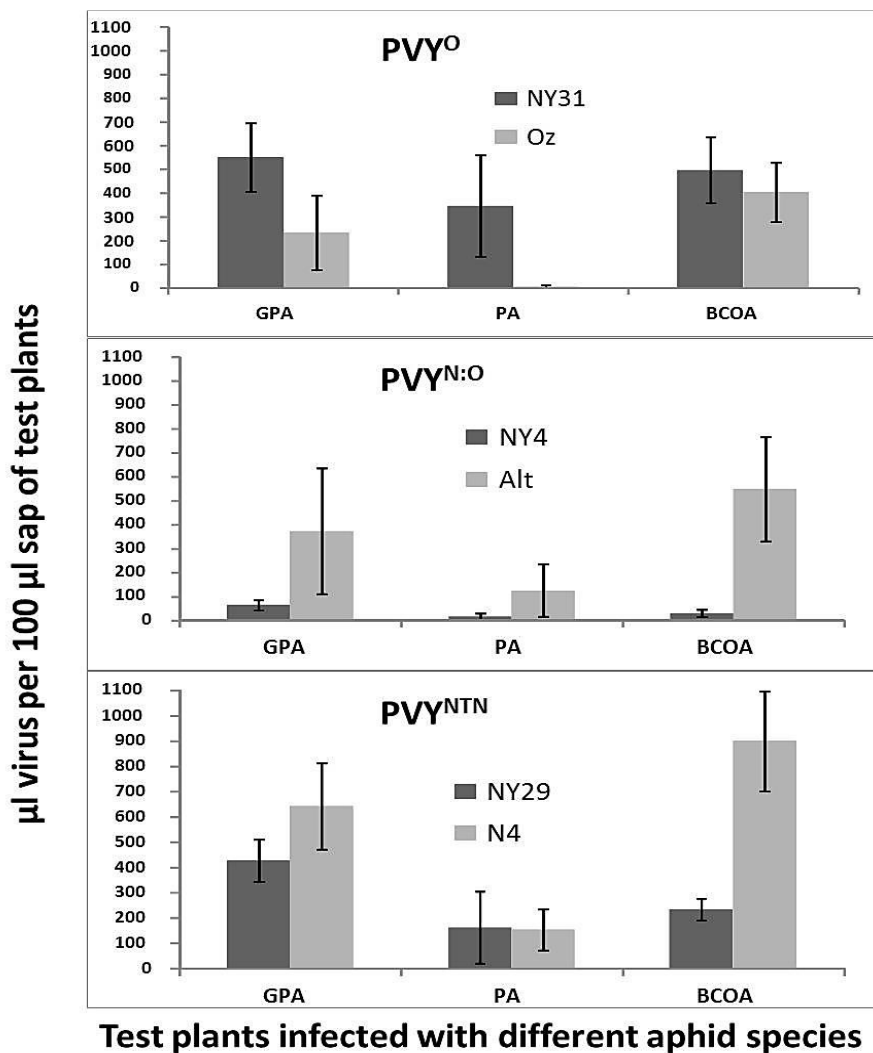 µl virus per 100 µl sap of test plants
PVYO
NY31
Oz
1100
1000
900
800
700
600
500
400
300
200
100
0
GPA
PA
BCOA
PVYN:O
NY4
Alt
1100
1000
900
800
700
600
500
400
300
200
100
0
GPA
PA
BCOA
PVYNTN
NY29
N4
1100
1000
900
800
700
600
500
400
300
200
100
0
GPA
PA
BCOA
Test plants infected with different aphid species